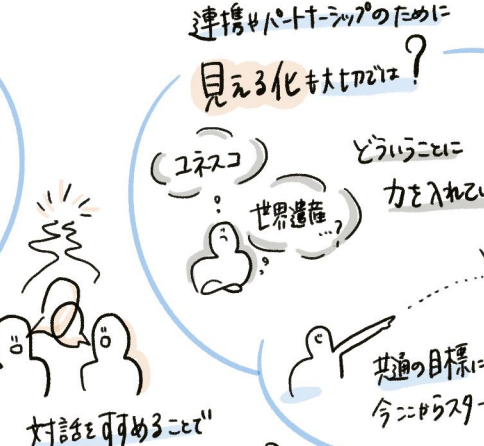 連携やパートナーシップのために
見える化も大切では?
ユネスコ
世界遺産...?
どういうことに
力を入れてい
共通の目標に
今ここからスター
対話をすすめることで